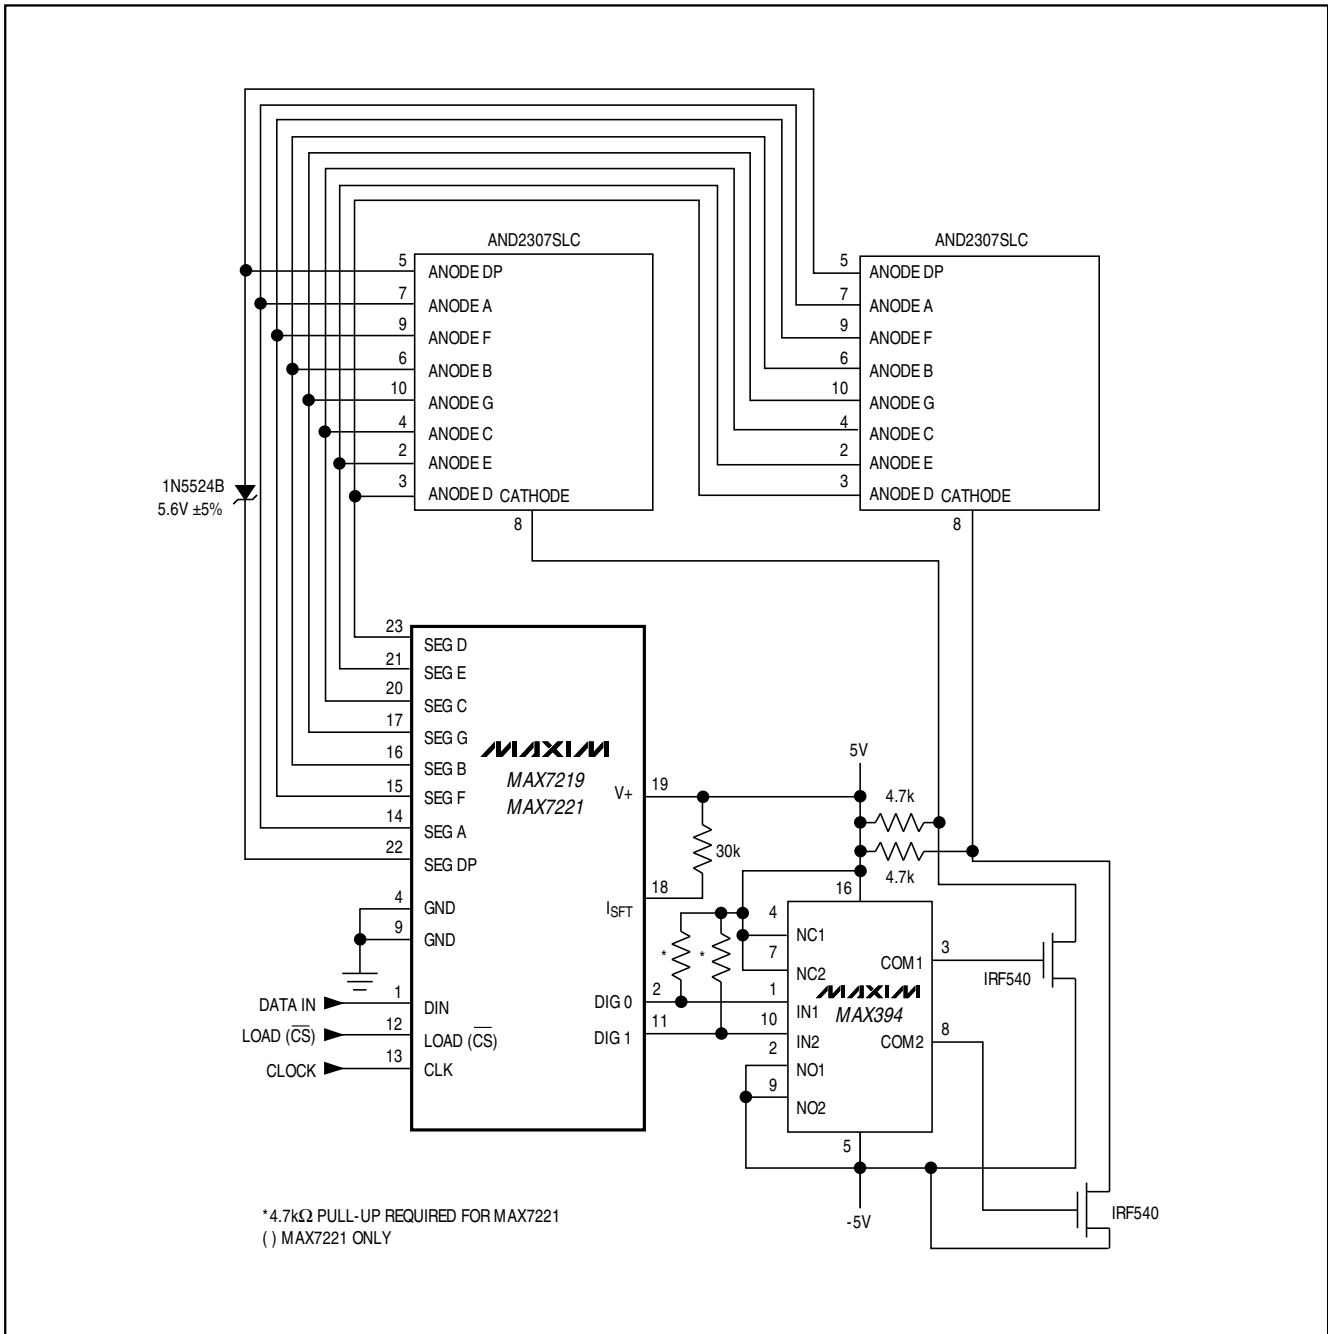 AND2307SLC
5 ANODE DP
7 ANODE A
9 ANODE F
6 ANODE B
10 ANODE G
4 ANODE C
2 ANODE E
3 ANODE D CATHODE
8
AND2307SLC
5 ANODE DP
7 ANODE A
9 ANODE F
6 ANODE B
10 ANODE G
4 ANODE C
2 ANODE E
3 ANODE D CATHODE
8
1N5524B
5.6V ±5%
23 SEG D
21 SEG E
20 SEG C
17 SEG G
16 SEG B
15 SEG F
14 SEG A
22 SEG DP
4 GND
9 GND
DATA IN 1 DIN
LOAD (C̅S̅) 12 LOAD (C̅S̅)
CLOCK 13 CLK
MAXIM
MAX7219
MAX7221
V+ 19
ISFT 18
DIG 0 2
DIG 1 11
30k
* *
5V
4.7k
4.7k
16
4 NC1
7 NC2
1 IN1
10 IN2
2 NO1
9 NO2
COM1 3
MAXIM
MAX394
COM2 8
5
-5V
IRF540
IRF540
*4.7kΩ PULL-UP REQUIRED FOR MAX7221
( ) MAX7221 ONLY